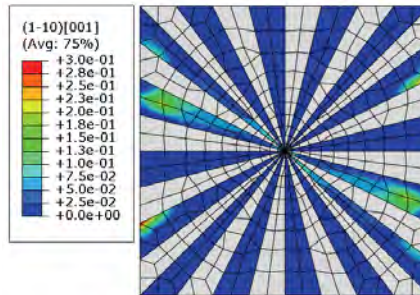 (1-10)[001]
(Avg: 75%)
+3.0e-01
+2.8e-01
+2.5e-01
+2.3e-01
+2.0e-01
+1.8e-01
+1.5e-01
+1.3e-01
+1.0e-01
+7.5e-02
+5.0e-02
+2.5e-02
+0.0e+00